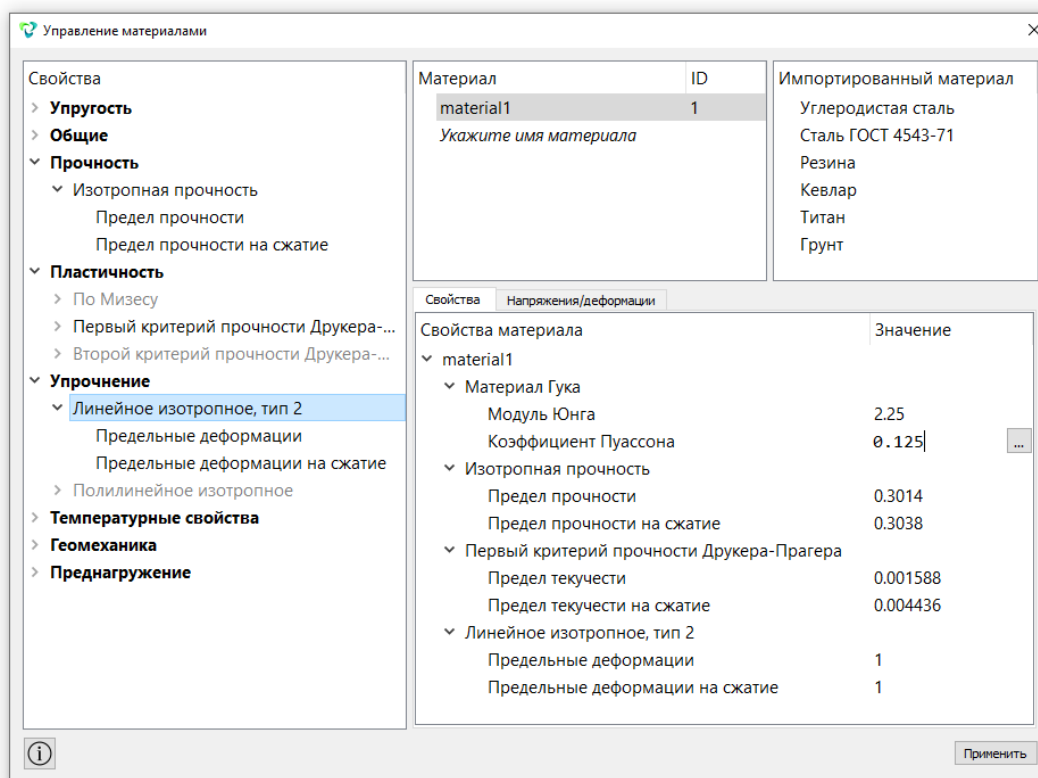 Управление материалами
Свойства
Упругость
Общие
Прочность
Изотропная прочность
Предел прочности
Предел прочности на сжатие
Пластичность
По Мизесу
Первый критерий прочности Друкера-...
Второй критерий прочности Друкера-...
Упрочнение
Линейное изотропное, тип 2
Предельные деформации
Предельные деформации на сжатие
Полилинейное изотропное
Температурные свойства
Геомеханика
Преднагружение
Материал ID
material1 1
Укажите имя материала
Импортированный материал
Углеродистая сталь
Сталь ГОСТ 4543-71
Резина
Кевлар
Титан
Грунт
Свойства Напряжения/деформации
Свойства материала Значение
material1
Материал Гука
Модуль Юнга 2.25
Коэффициент Пуассона 0.125 ...
Изотропная прочность
Предел прочности 0.3014
Предел прочности на сжатие 0.3038
Первый критерий прочности Друкера-Прагера
Предел текучести 0.001588
Предел текучести на сжатие 0.004436
Линейное изотропное, тип 2
Предельные деформации 1
Предельные деформации на сжатие 1
Применить